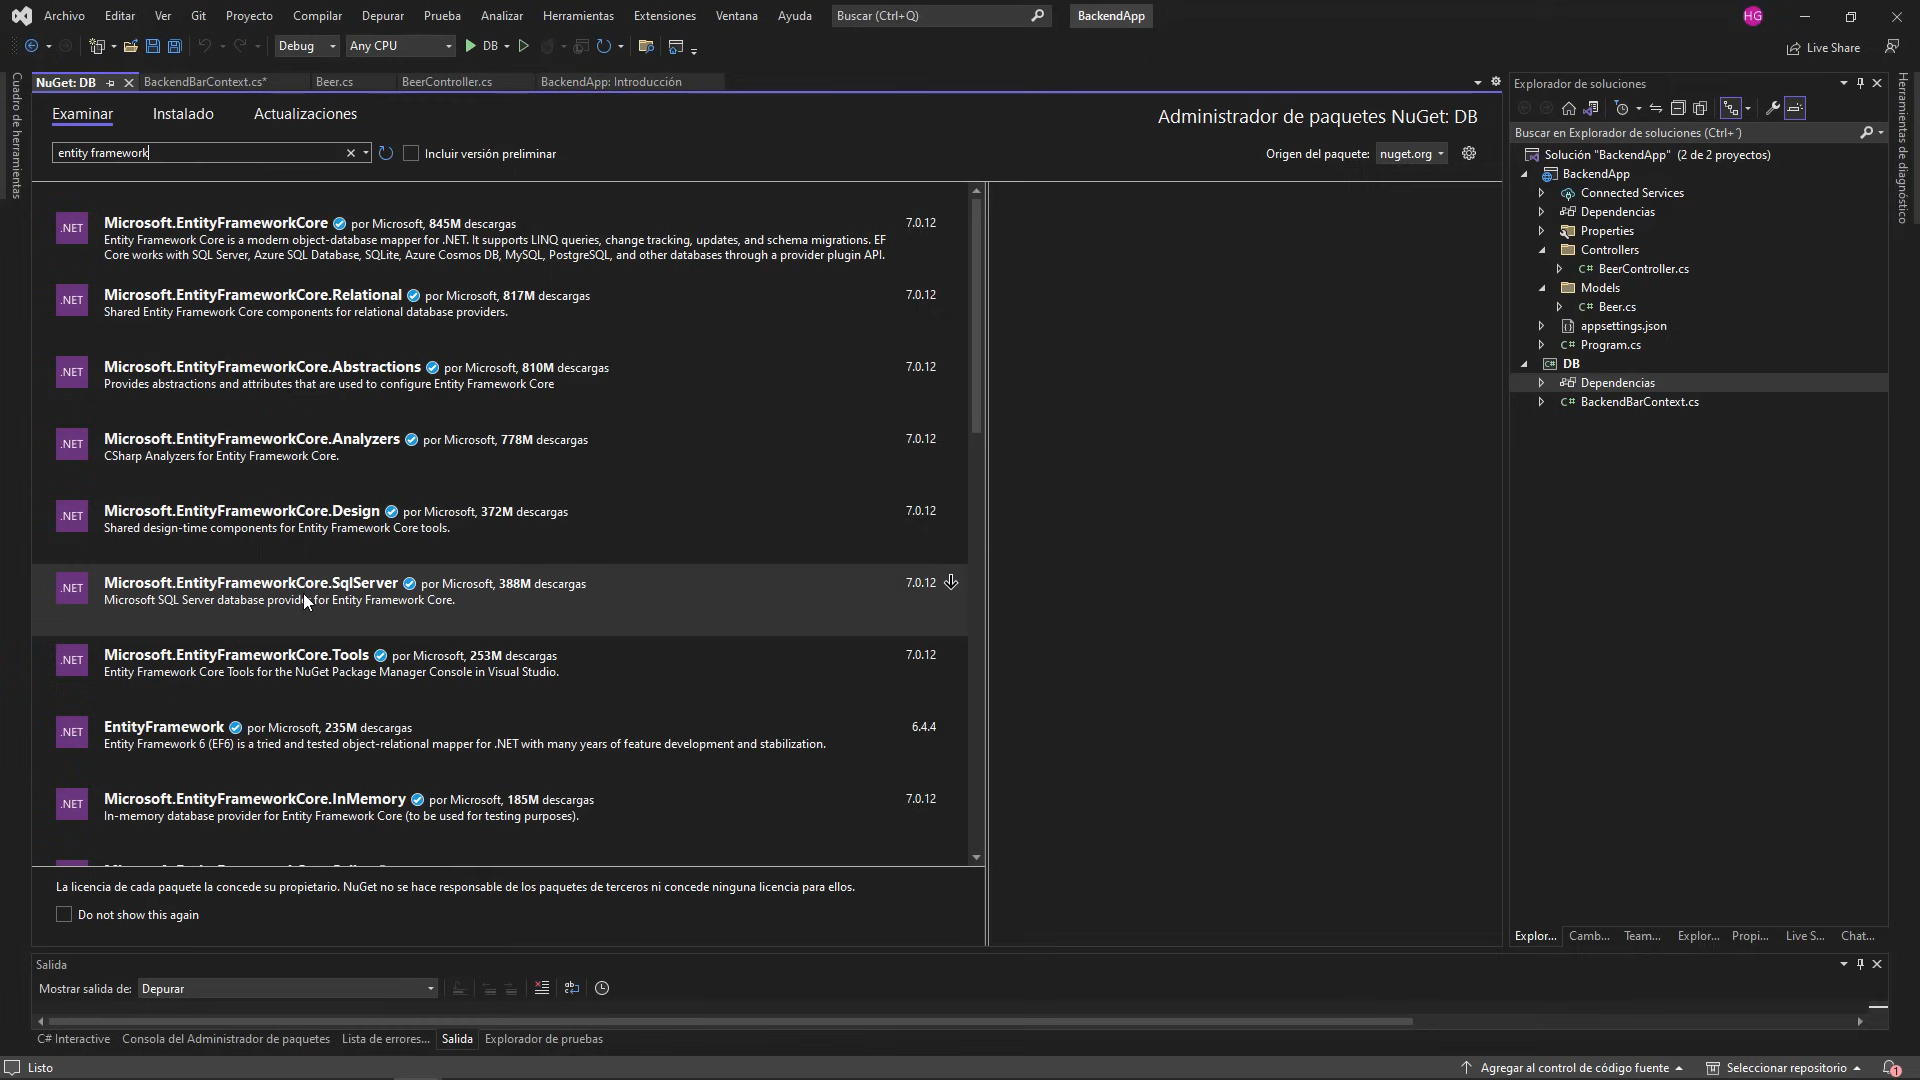 Archivo Editar Ver Git Proyecto Compilar Depurar Prueba Analizar Herramientas Extensiones Ventana Ayuda Buscar (Ctrl+Q) BackendApp HG
Debug Any CPU DB Live Share
Cuadro de herramientas
NuGet: DB BackendBarContext.cs* Beer.cs BeerController.cs BackendApp: Introducción
Examinar Instalado Actualizaciones Administrador de paquetes NuGet: DB
entity framework Incluir versión preliminar Origen del paquete: nuget.org
.NET Microsoft.EntityFrameworkCore por Microsoft, 845M descargas 7.0.12
Entity Framework Core is a modern object-database mapper for .NET. It supports LINQ queries, change tracking, updates, and schema migrations. EF
Core works with SQL Server, Azure SQL Database, SQLite, Azure Cosmos DB, MySQL, PostgreSQL, and other databases through a provider plugin API.
.NET Microsoft.EntityFrameworkCore.Relational por Microsoft, 817M descargas 7.0.12
Shared Entity Framework Core components for relational database providers.
.NET Microsoft.EntityFrameworkCore.Abstractions por Microsoft, 810M descargas 7.0.12
Provides abstractions and attributes that are used to configure Entity Framework Core
.NET Microsoft.EntityFrameworkCore.Analyzers por Microsoft, 778M descargas 7.0.12
CSharp Analyzers for Entity Framework Core.
.NET Microsoft.EntityFrameworkCore.Design por Microsoft, 372M descargas 7.0.12
Shared design-time components for Entity Framework Core tools.
.NET Microsoft.EntityFrameworkCore.SqlServer por Microsoft, 388M descargas 7.0.12
Microsoft SQL Server database provider for Entity Framework Core.
.NET Microsoft.EntityFrameworkCore.Tools por Microsoft, 253M descargas 7.0.12
Entity Framework Core Tools for the NuGet Package Manager Console in Visual Studio.
.NET EntityFramework por Microsoft, 235M descargas 6.4.4
Entity Framework 6 (EF6) is a tried and tested object-relational mapper for .NET with many years of feature development and stabilization.
.NET Microsoft.EntityFrameworkCore.InMemory por Microsoft, 185M descargas 7.0.12
In-memory database provider for Entity Framework Core (to be used for testing purposes).
La licencia de cada paquete la concede su propietario. NuGet no se hace responsable de los paquetes de terceros ni concede ninguna licencia para ellos.
Do not show this again
Explorador de soluciones
Buscar en Explorador de soluciones (Ctrl+´)
Solución "BackendApp" (2 de 2 proyectos)
BackendApp
Connected Services
Dependencias
Properties
Controllers
C# BeerController.cs
Models
C# Beer.cs
appsettings.json
C# Program.cs
C# DB
Dependencias
C# BackendBarContext.cs
Explor... Camb... Team... Explor... Propi... Live S... Chat...
Herramientas de diagnóstico
Salida
Mostrar salida de: Depurar
C# Interactive Consola del Administrador de paquetes Lista de errores... Salida Explorador de pruebas
Listo Agregar al control de código fuente Seleccionar repositorio 1